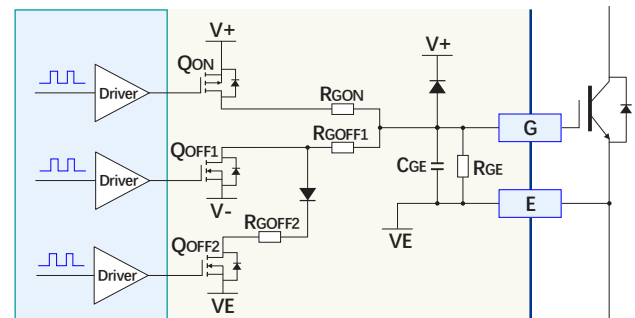 V+
QON
V+
Driver
RGON
G
RGOFF1
QOFF1
CGE
RGE
Driver
V-
E
RGOFF2
VE
QOFF2
Driver
VE